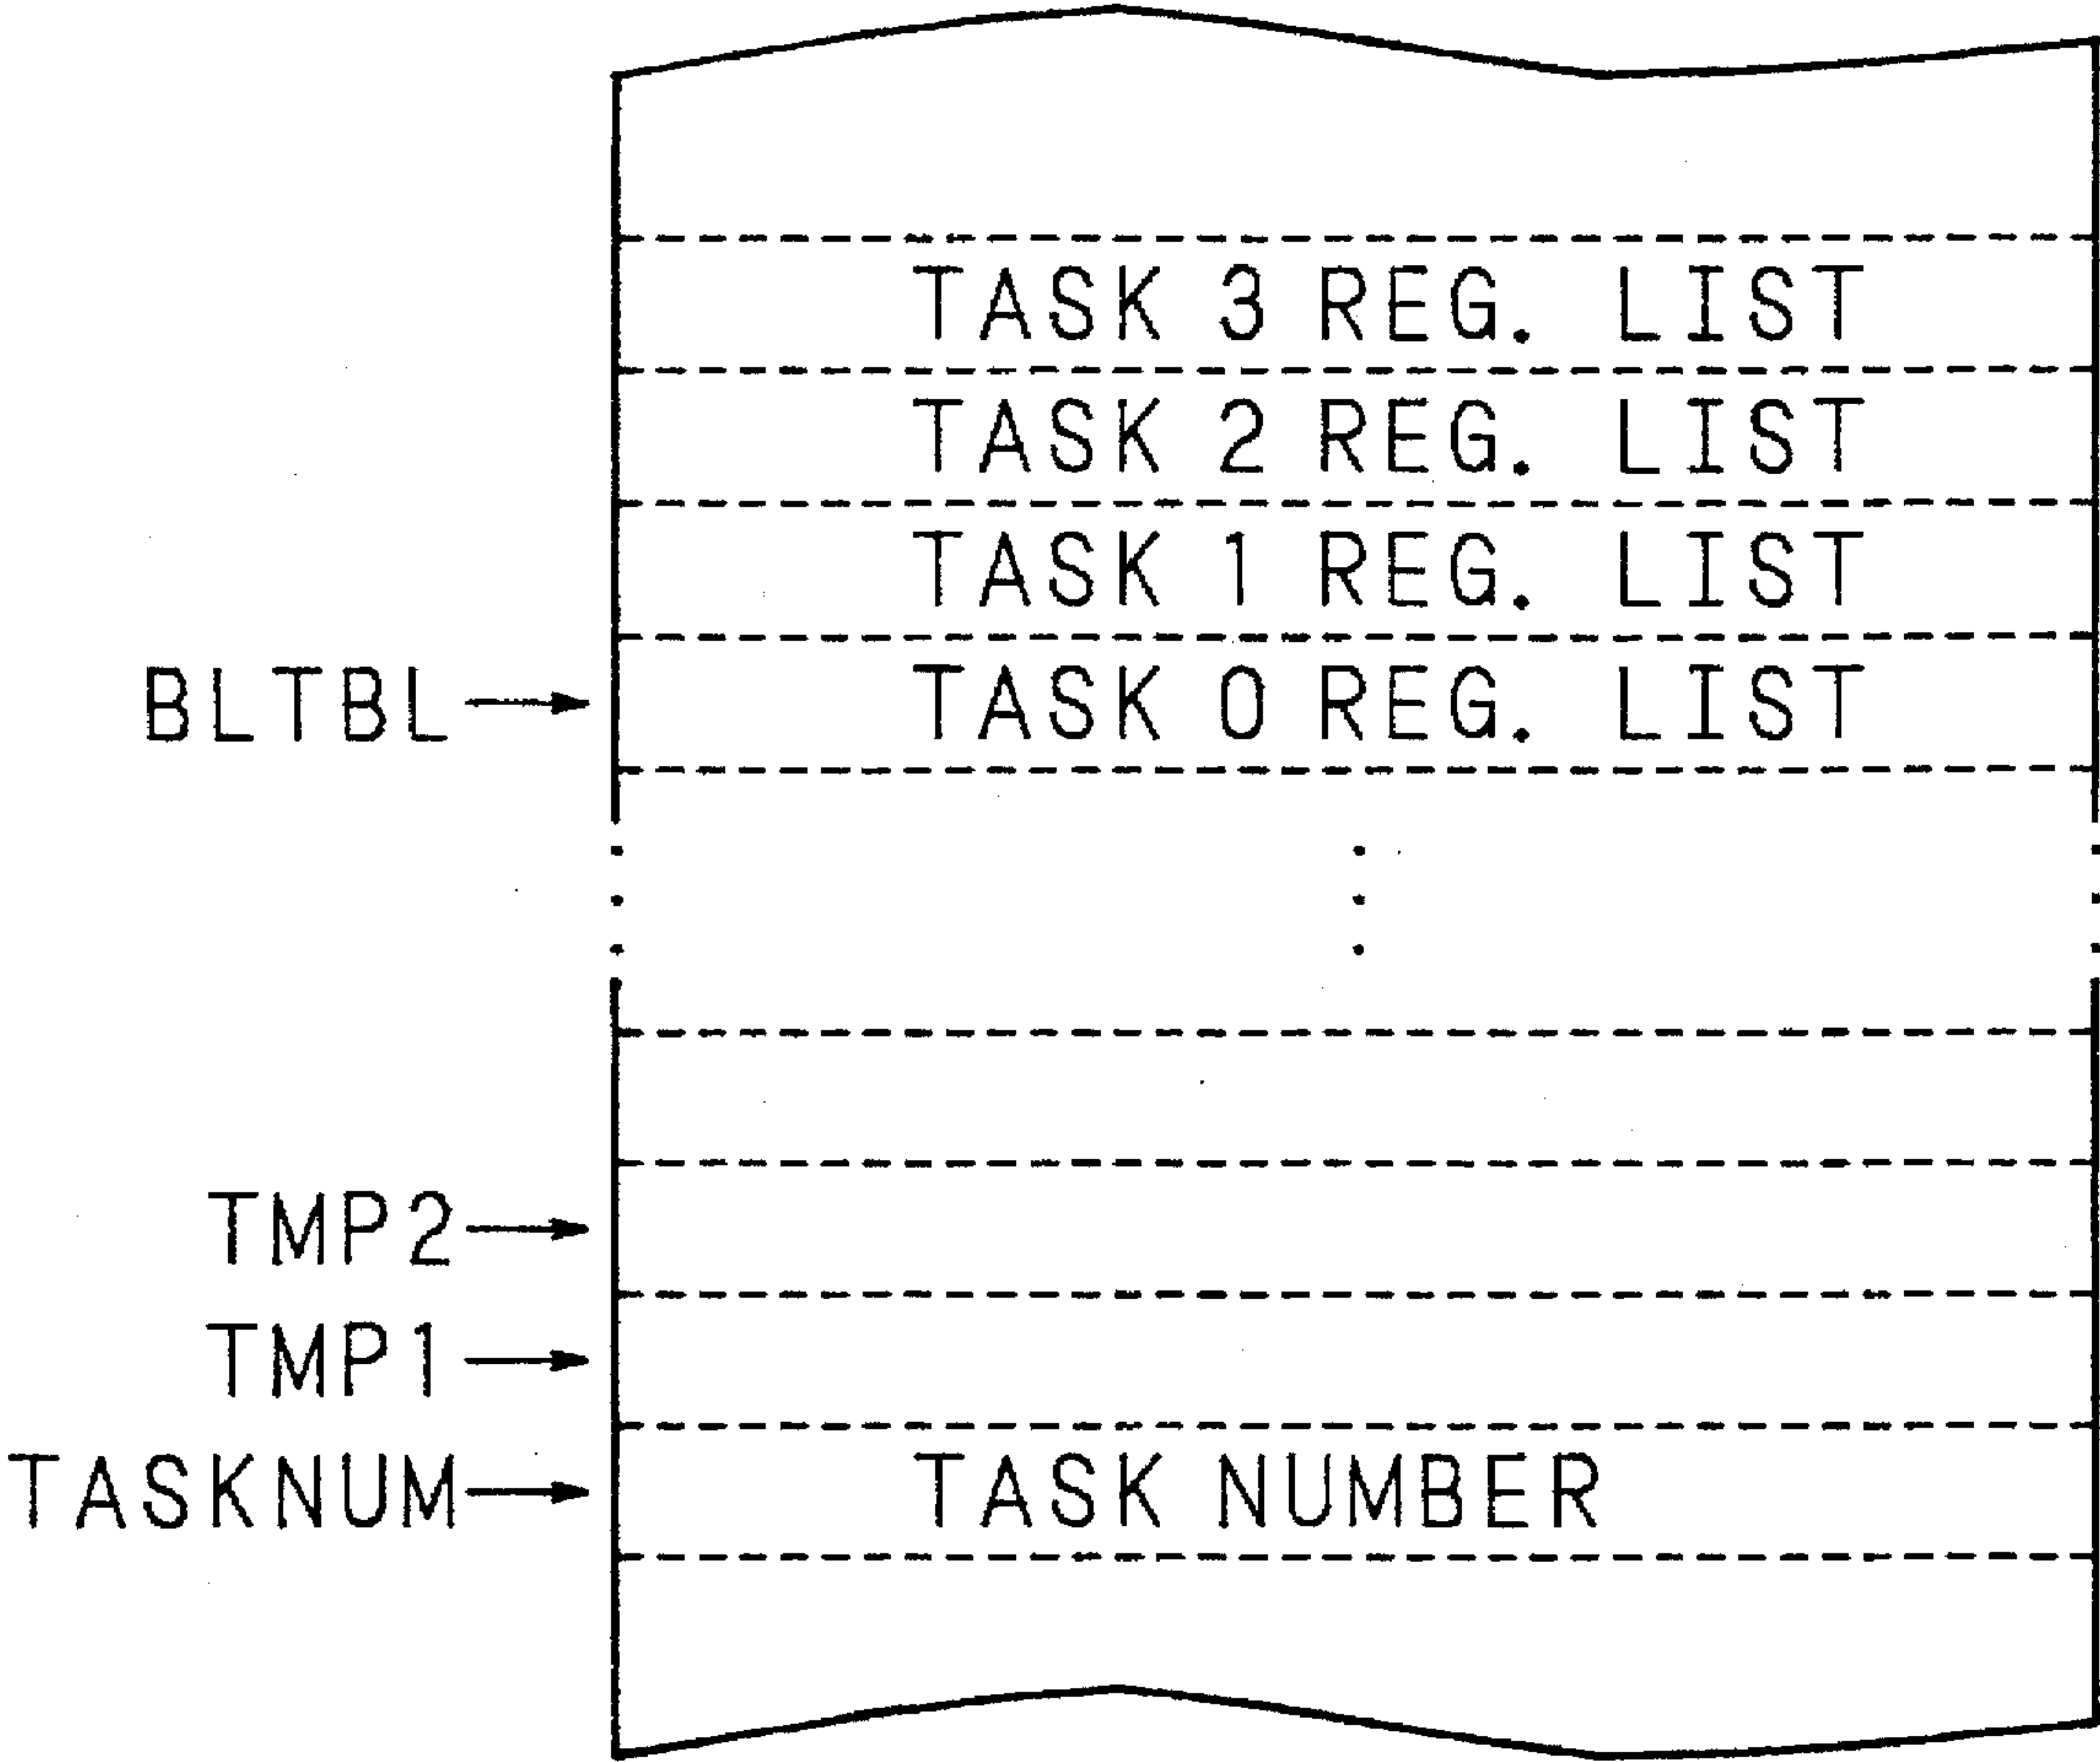 TASK 3 REG. LIST
TASK 2 REG. LIST
TASK 1 REG. LIST
BLTBL TASK 0 REG. LIST
TMP2
TMP1
TASKNUM TASK NUMBER